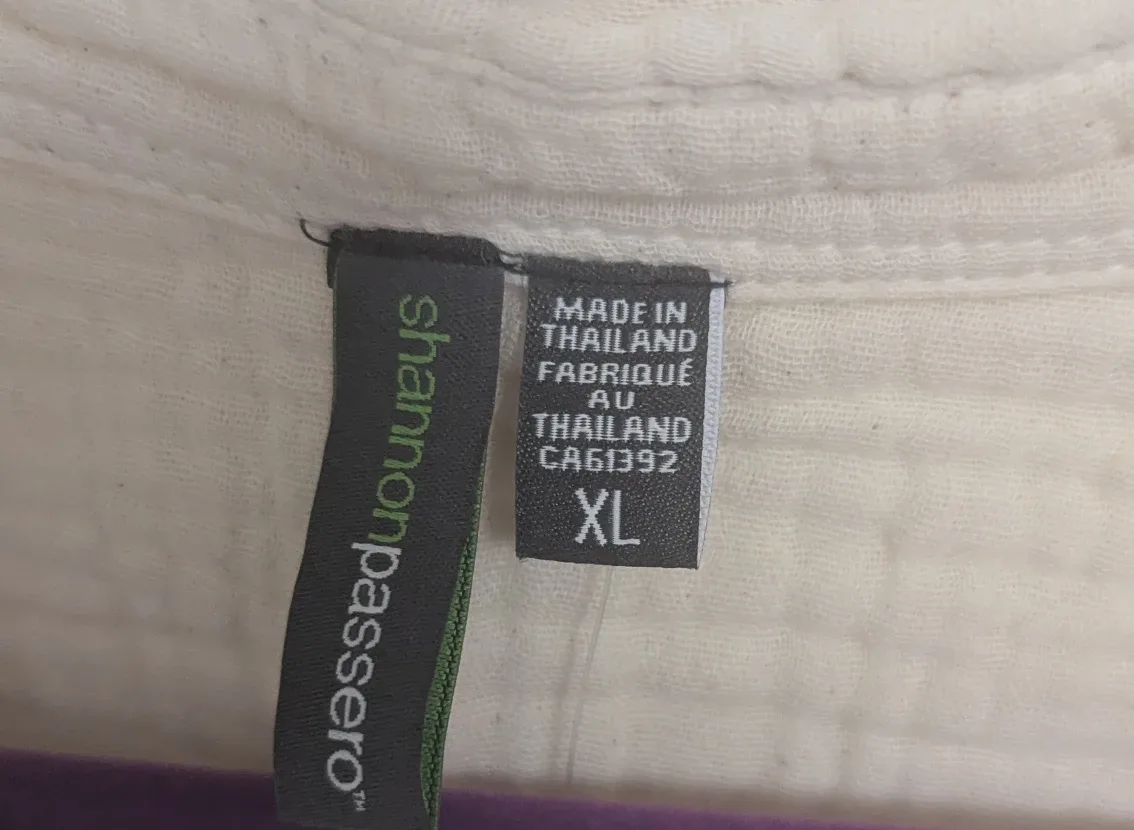 shannonpassero™
MADE IN
THAILAND
FABRIQUÉ
AU
THAILAND
CA61392
XL